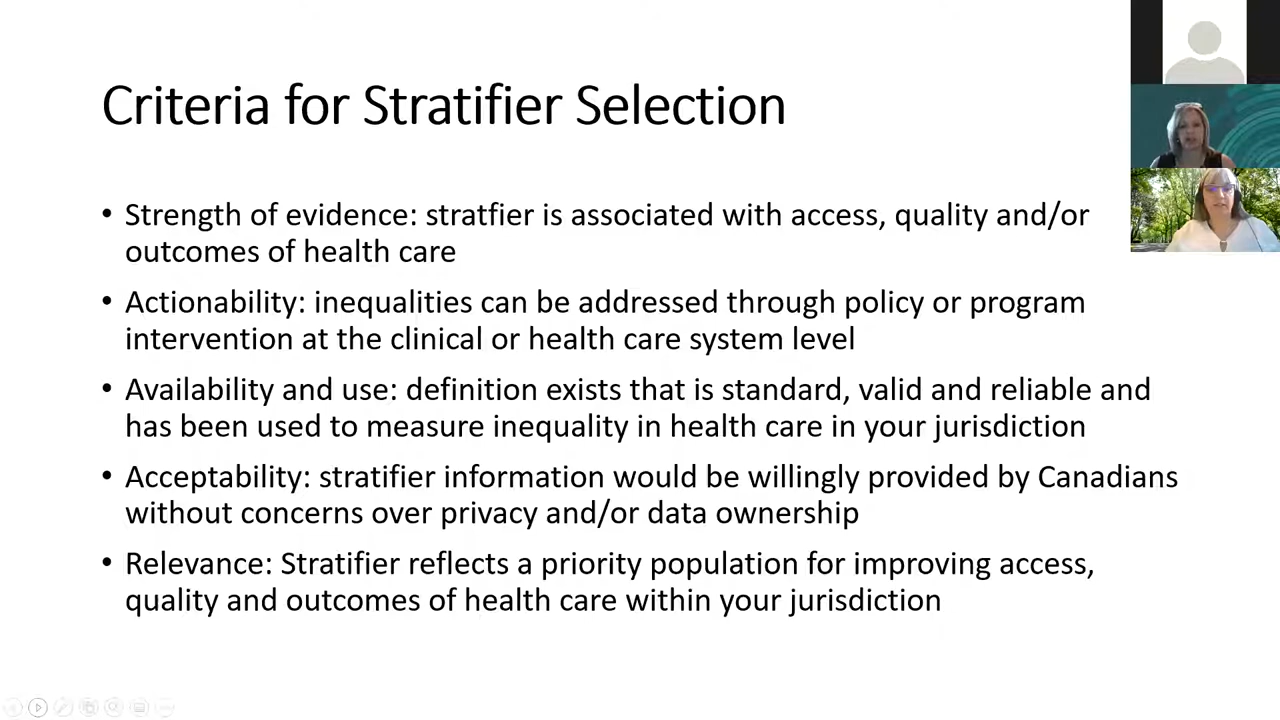 Criteria for Stratifier Selection
• Strength of evidence: stratfier is associated with access, quality and/or
outcomes of health care
• Actionability: inequalities can be addressed through policy or program
intervention at the clinical or health care system level
• Availability and use: definition exists that is standard, valid and reliable and
has been used to measure inequality in health care in your jurisdiction
• Acceptability: stratifier information would be willingly provided by Canadians
without concerns over privacy and/or data ownership
• Relevance: Stratifier reflects a priority population for improving access,
quality and outcomes of health care within your jurisdiction